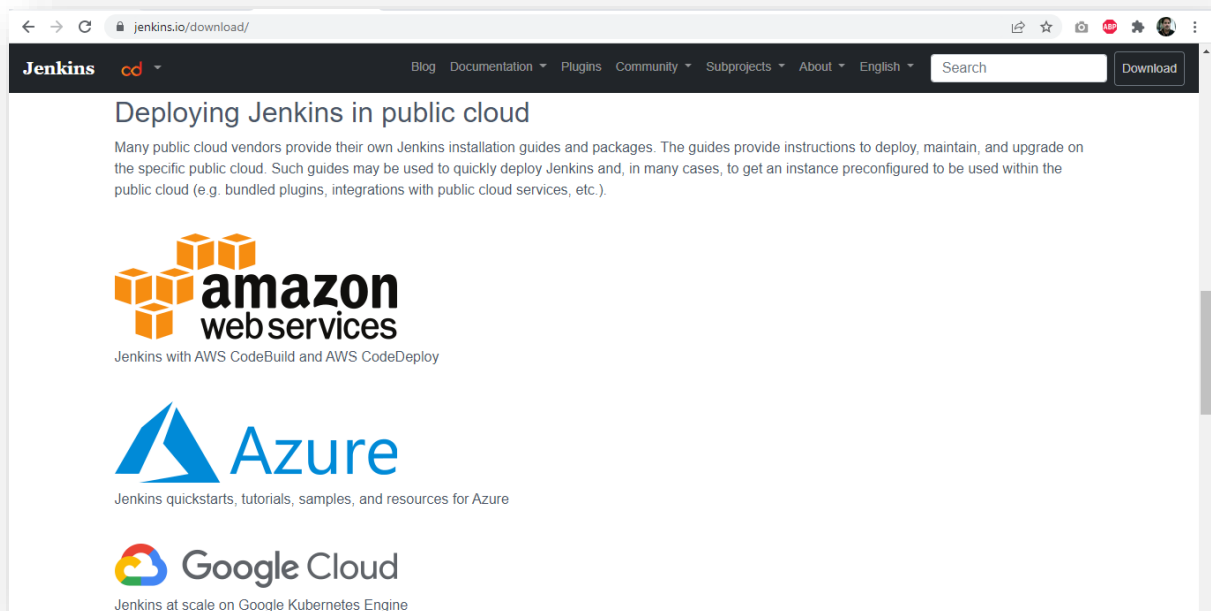 jenkins.io/download/
ABP
Jenkins cd Blog Documentation Plugins Community Subprojects About English Search Download
Deploying Jenkins in public cloud
Many public cloud vendors provide their own Jenkins installation guides and packages. The guides provide instructions to deploy, maintain, and upgrade on
the specific public cloud. Such guides may be used to quickly deploy Jenkins and, in many cases, to get an instance preconfigured to be used within the
public cloud (e.g. bundled plugins, integrations with public cloud services, etc.).
amazon
web services
Jenkins with AWS CodeBuild and AWS CodeDeploy
Azure
Jenkins quickstarts, tutorials, samples, and resources for Azure
Google Cloud
Jenkins at scale on Google Kubernetes Engine